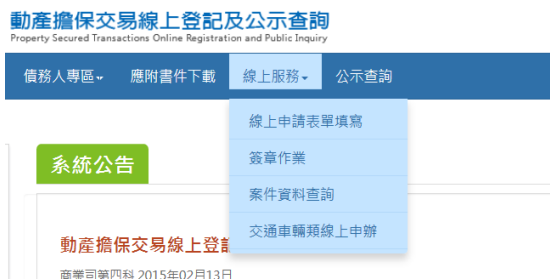 動產擔保交易線上登記及公示查詢
Property Secured Transactions Online Registration and Public Inquiry
債務人專區 應附書件下載 線上服務 公示查詢
線上申請表單填寫
簽章作業
案件資料查詢
交通車輛類線上申辦
系統公告
動產擔保交易線上登
商業司第四科 2015年02月13日